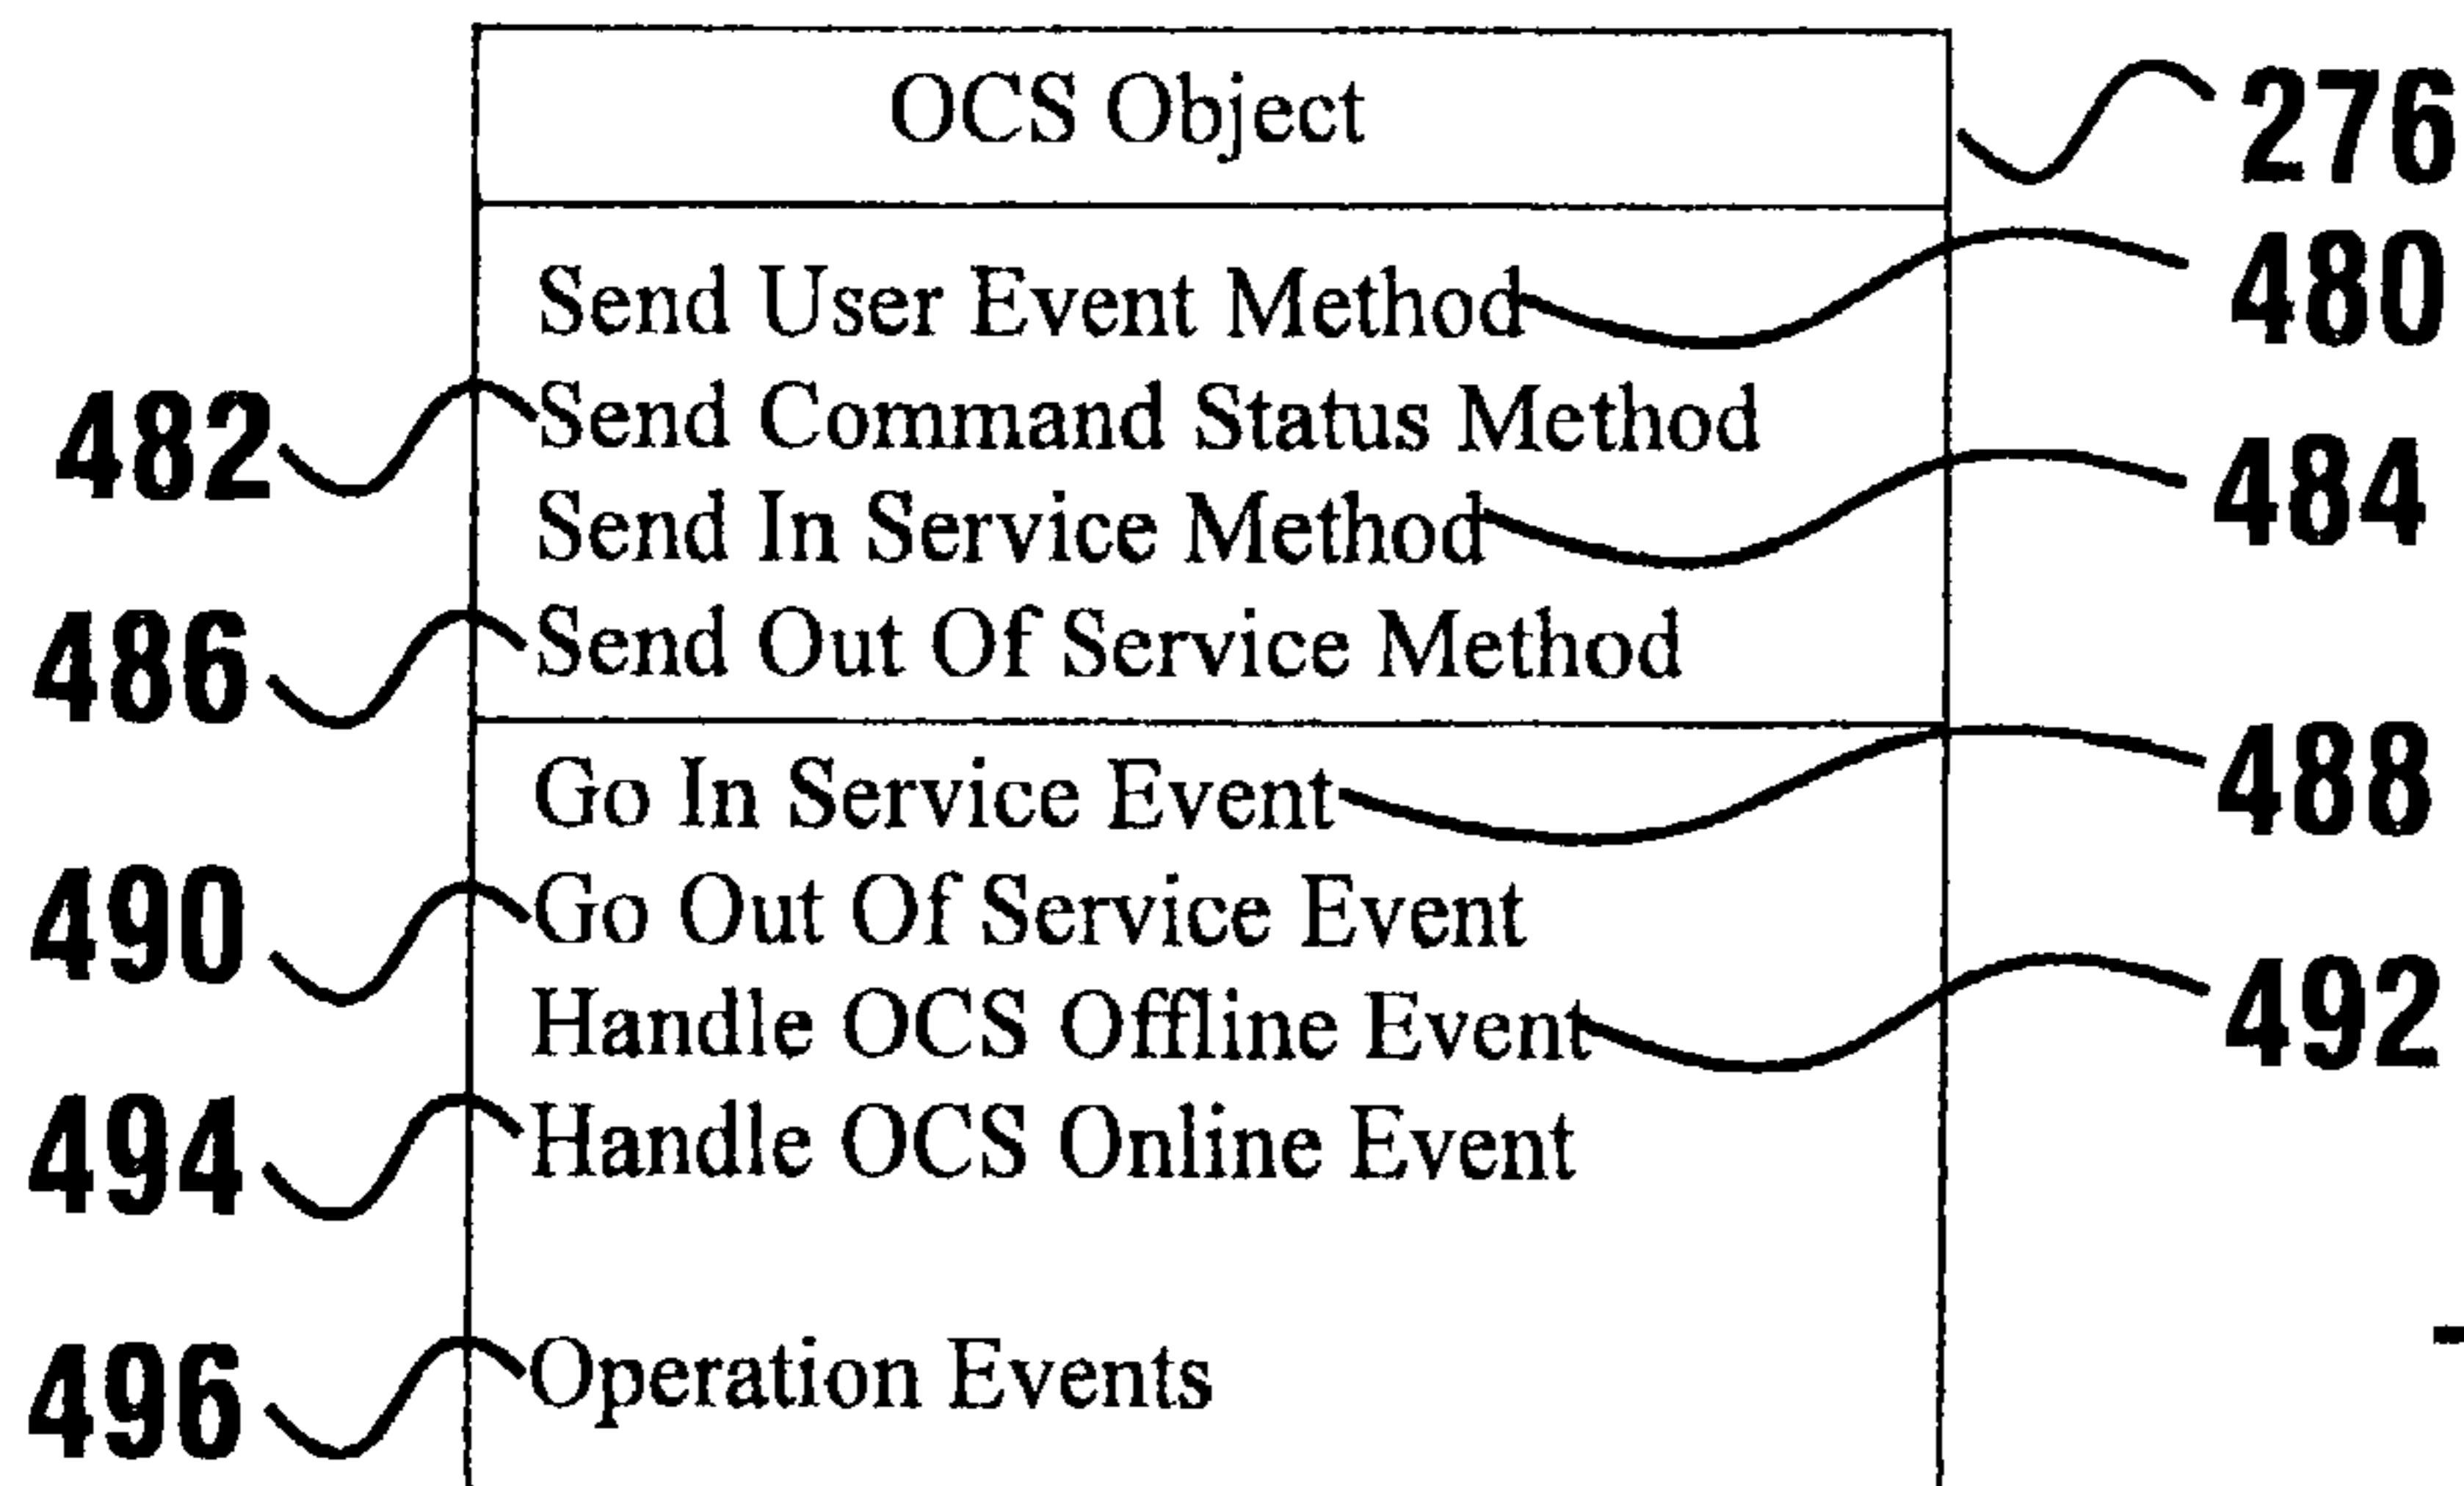 OCS Object
276
Send User Event Method
480
482
Send Command Status Method
Send In Service Method
484
486
Send Out Of Service Method
Go In Service Event
488
490
Go Out Of Service Event
Handle OCS Offline Event
492
494
Handle OCS Online Event
496
Operation Events